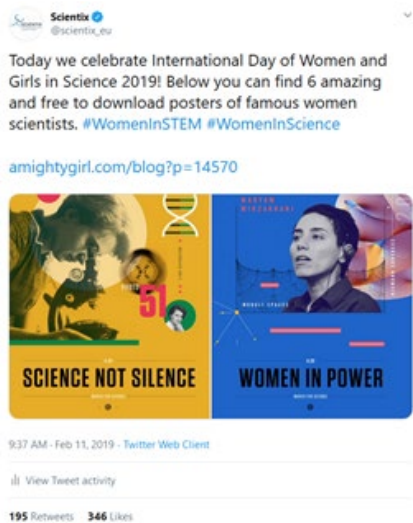 Scientix
@scientix_eu
Today we celebrate International Day of Women and
Girls in Science 2019! Below you can find 6 amazing
and free to download posters of famous women
scientists. #WomenInSTEM #WomenInScience
amightygirl.com/blog?p=14570
51
SCIENCE NOT SILENCE
MARYAM
MIRZAKHANI
MODULI SPACES
WOMEN IN POWER
9:37 AM · Feb 11, 2019 · Twitter Web Client
View Tweet activity
195 Retweets 346 Likes